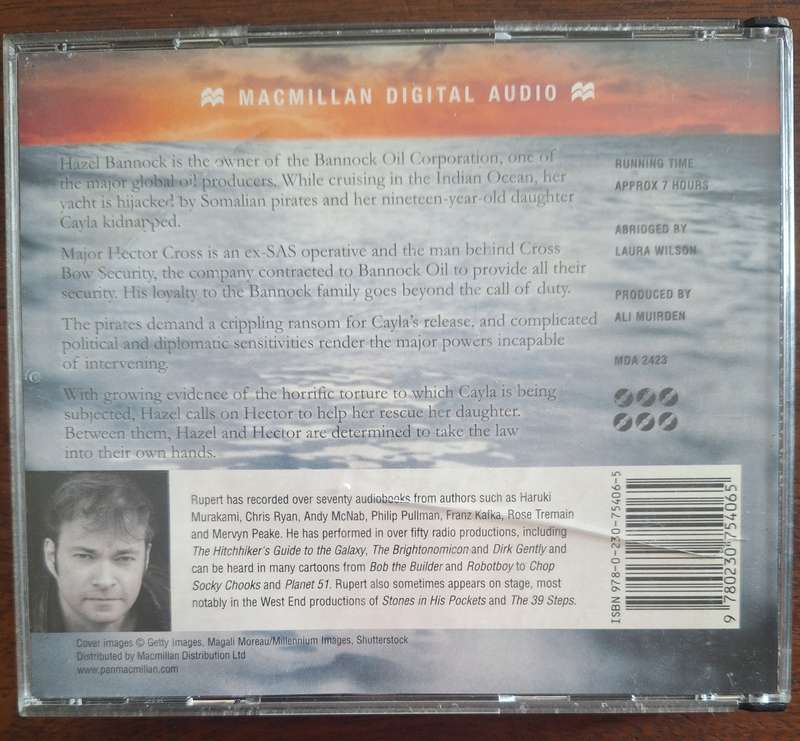 MACMILLAN DIGITAL AUDIO
Hazel Bannock is the owner of the Bannock Oil Corporation, one of
the major global oil producers. While cruising in the Indian Ocean, her
yacht is hijacked by Somalian pirates and her nineteen-year-old daughter
Cayla kidnapped.
Major Hector Cross is an ex-SAS operative and the man behind Cross
Bow Security, the company contracted to Bannock Oil to provide all their
security. His loyalty to the Bannock family goes beyond the call of duty.
The pirates demand a crippling ransom for Cayla's release, and complicated
political and diplomatic sensitivities render the major powers incapable
of intervening.
With growing evidence of the horrific torture to which Cayla is being
subjected, Hazel calls on Hector to help her rescue her daughter.
Between them, Hazel and Hector are determined to take the law
into their own hands.
RUNNING TIME
APPROX 7 HOURS
ABRIDGED BY
LAURA WILSON
PRODUCED BY
ALI MUIRDEN
MDA 2423
Rupert has recorded over seventy audiobooks from authors such as Haruki
Murakami, Chris Ryan, Andy McNab, Philip Pullman, Franz Kafka, Rose Tremain
and Mervyn Peake. He has performed in over fifty radio productions, including
The Hitchhiker's Guide to the Galaxy, The Brightonomicon and Dirk Gently and
can be heard in many cartoons from Bob the Builder and Robotboy to Chop
Socky Chooks and Planet 51. Rupert also sometimes appears on stage, most
notably in the West End productions of Stones in His Pockets and The 39 Steps.
ISBN 978-0-230-75406-5
9 780230 754065
Cover images © Getty Images, Magali Moreau/Millennium Images, Shutterstock
Distributed by Macmillan Distribution Ltd
www.panmacmillan.com